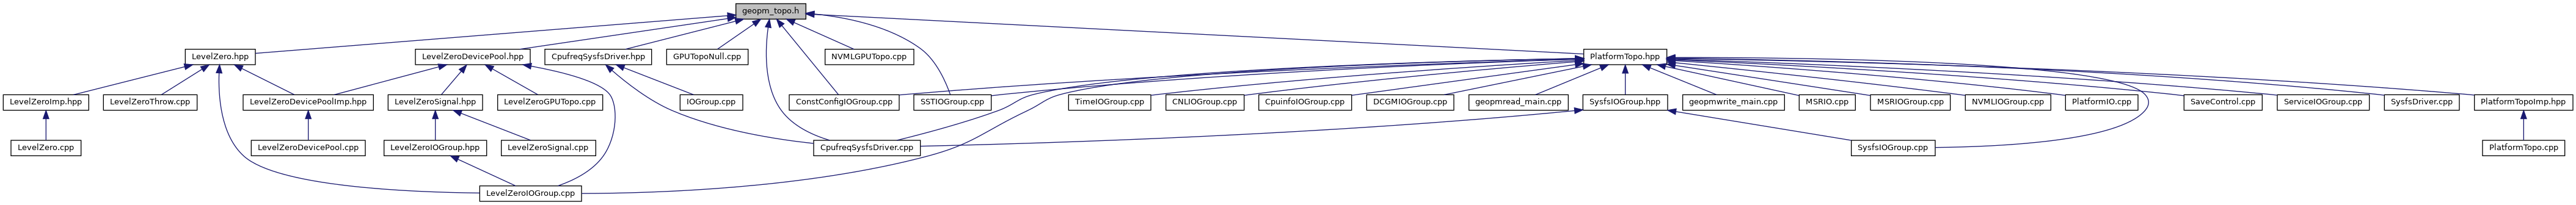 geopm_topo.h
LevelZero.hpp
LevelZeroDevicePool.hpp
CpufreqSysfsDriver.hpp
GPUTopoNull.cpp
NVMLGPUTopo.cpp
PlatformTopo.hpp
LevelZeroImp.hpp
LevelZeroThrow.cpp
LevelZeroDevicePoolImp.hpp
LevelZeroSignal.hpp
LevelZeroGPUTopo.cpp
IOGroup.cpp
ConstConfigIOGroup.cpp
SSTIOGroup.cpp
TimeIOGroup.cpp
CNLIOGroup.cpp
CpuinfoIOGroup.cpp
DCGMIOGroup.cpp
geopmread_main.cpp
SysfsIOGroup.hpp
geopmwrite_main.cpp
MSRIO.cpp
MSRIOGroup.cpp
NVMLIOGroup.cpp
PlatformIO.cpp
SaveControl.cpp
ServiceIOGroup.cpp
SysfsDriver.cpp
PlatformTopoImp.hpp
LevelZero.cpp
LevelZeroDevicePool.cpp
LevelZeroIOGroup.hpp
LevelZeroSignal.cpp
CpufreqSysfsDriver.cpp
SysfsIOGroup.cpp
PlatformTopo.cpp
LevelZeroIOGroup.cpp